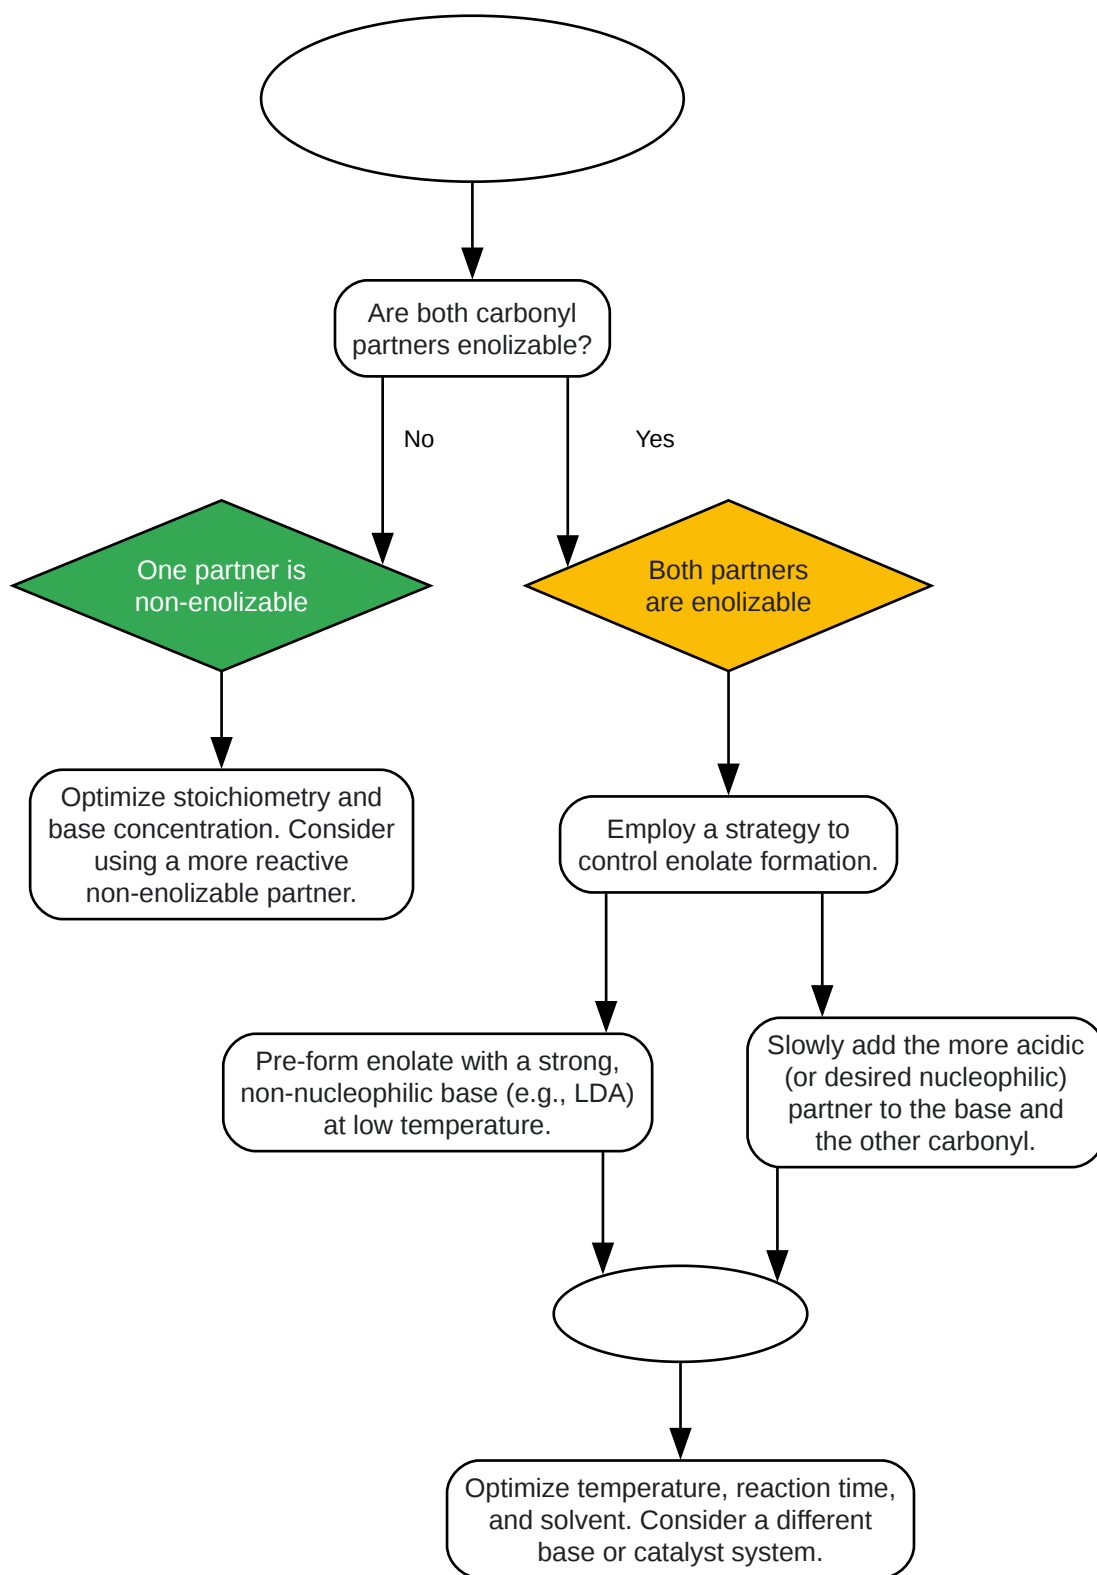 Are both carbonyl
partners enolizable?
No
Yes
One partner is
non-enolizable
Both partners
are enolizable
Optimize stoichiometry and
base concentration. Consider
using a more reactive
non-enolizable partner.
Employ a strategy to
control enolate formation.
Pre-form enolate with a strong,
non-nucleophilic base (e.g., LDA)
at low temperature.
Slowly add the more acidic
(or desired nucleophilic)
partner to the base and
the other carbonyl.
Optimize temperature, reaction time,
and solvent. Consider a different
base or catalyst system.